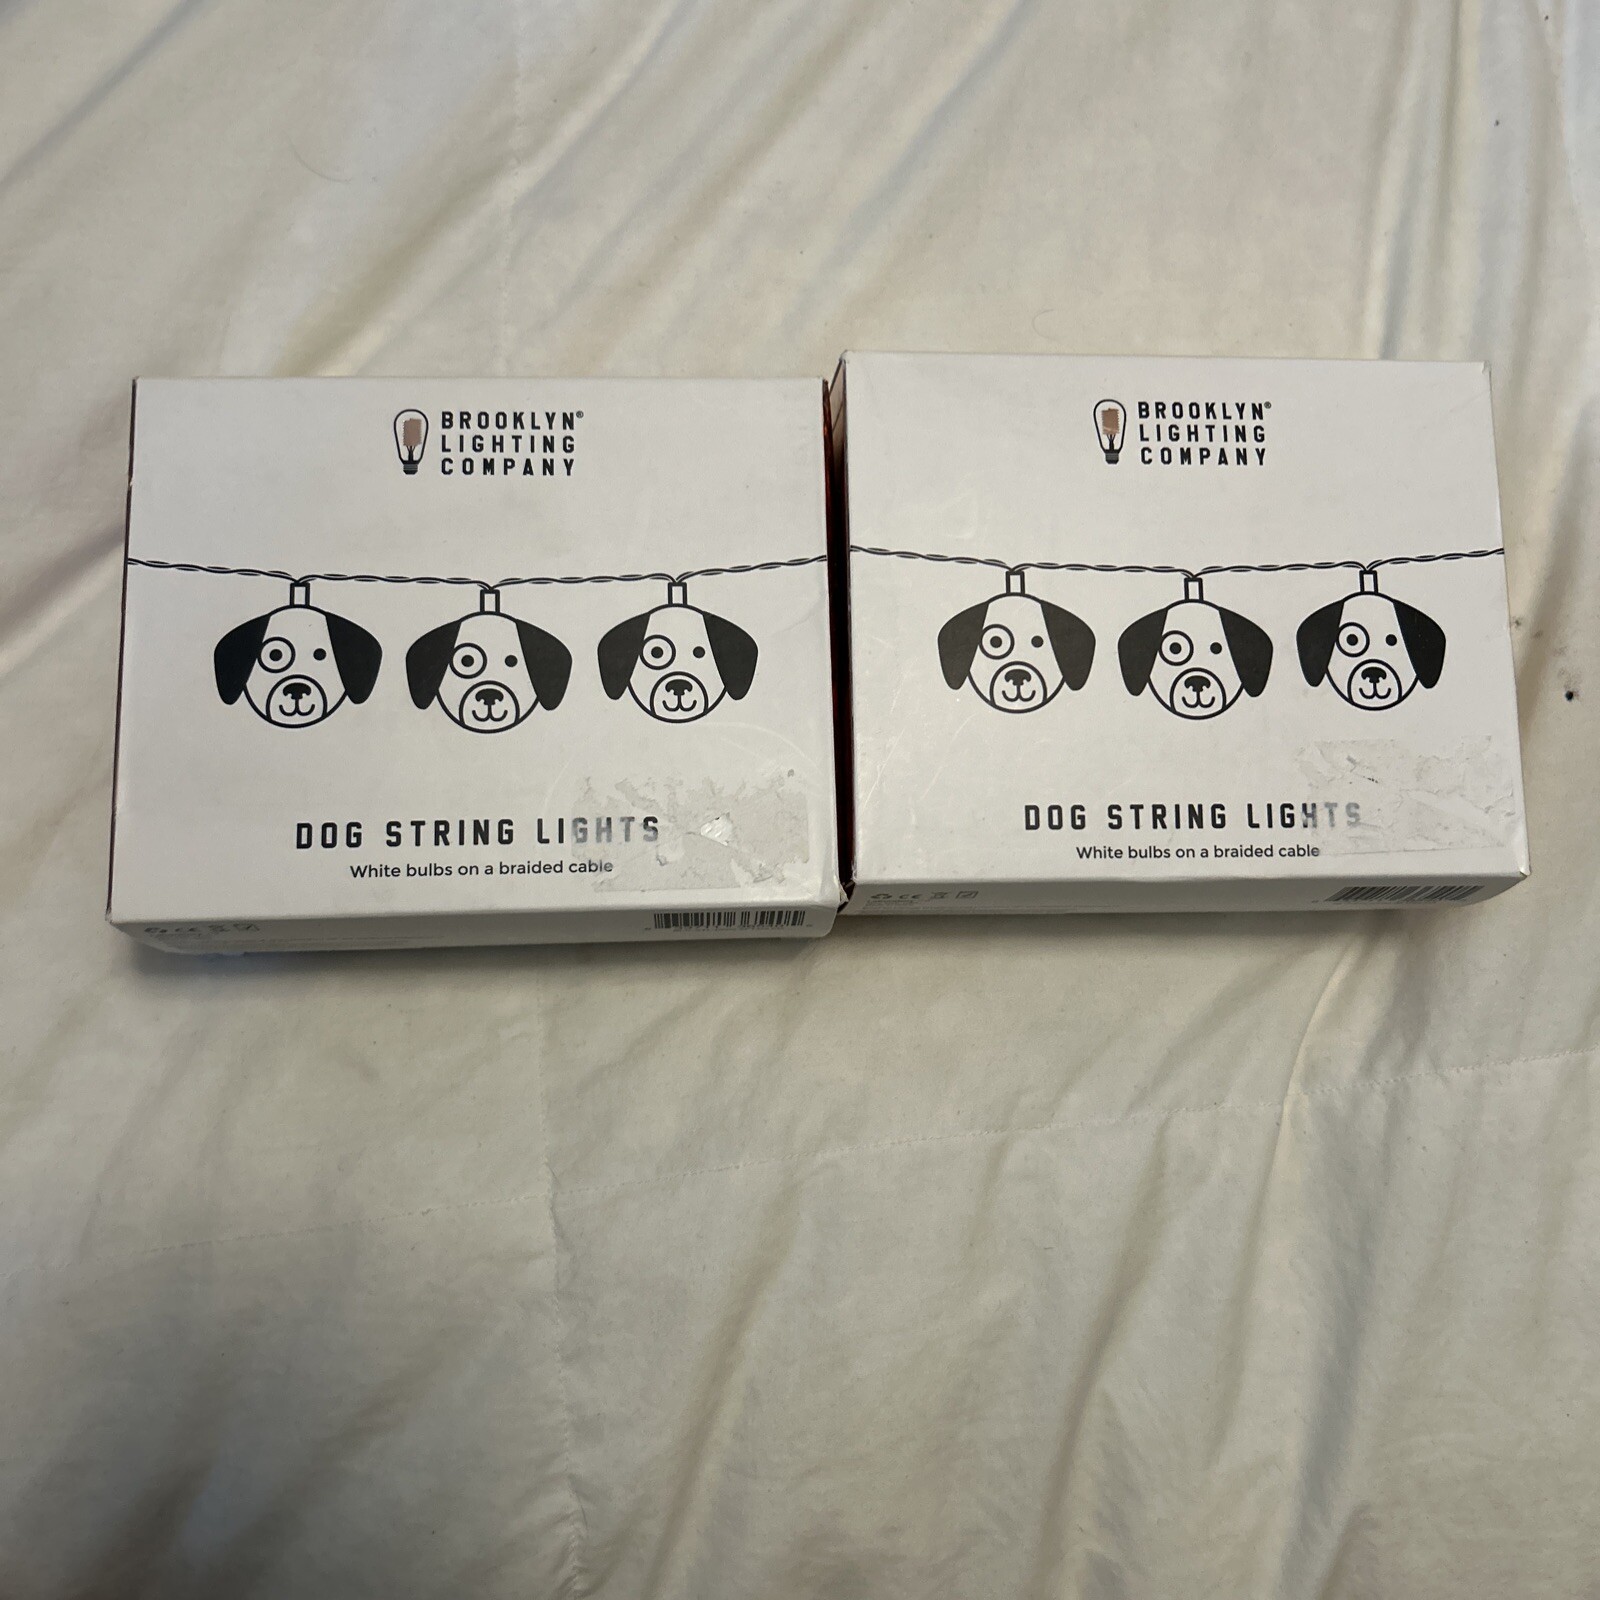 BROOKLYN®
LIGHTING
COMPANY
DOG STRING LIGHTS
White bulbs on a braided cable
BROOKLYN®
LIGHTING
COMPANY
DOG STRING LIGHTS
White bulbs on a braided cable